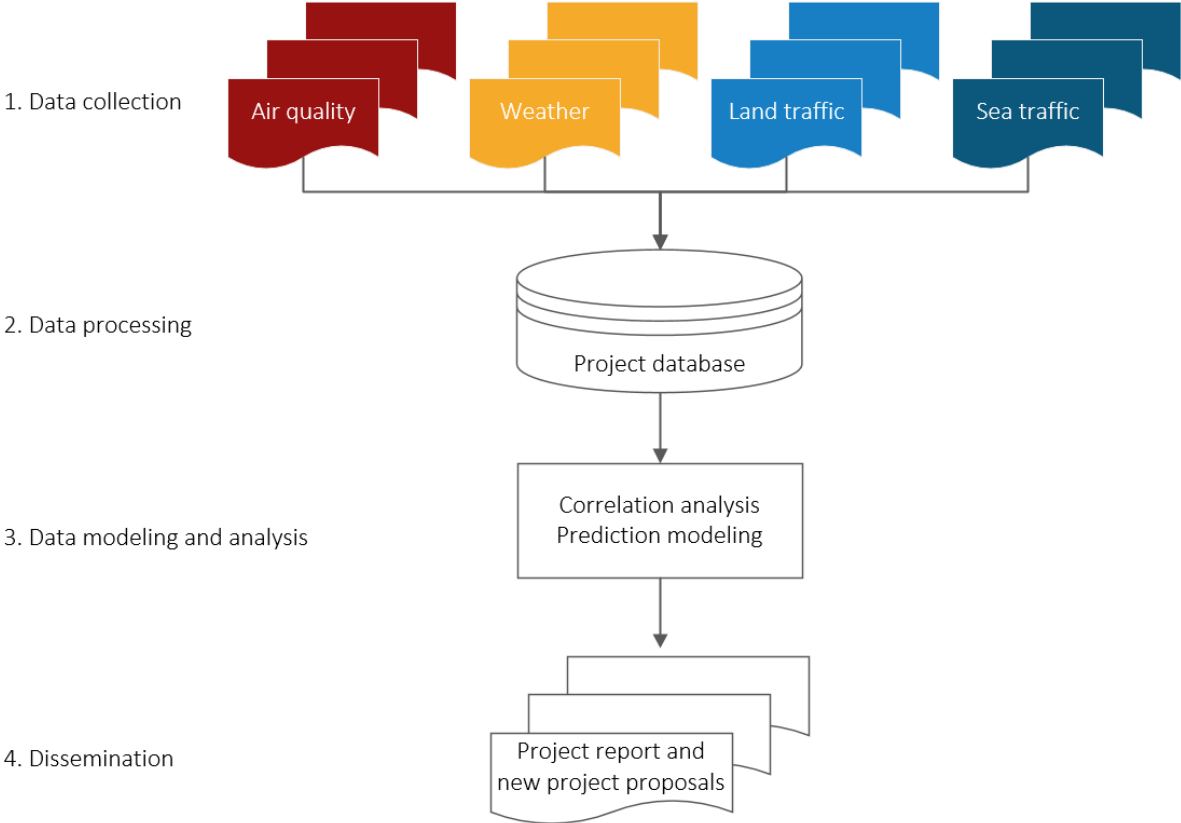 1. Data collection
Air quality
Weather
Land traffic
Sea traffic
2. Data processing
Project database
3. Data modeling and analysis
Correlation analysis
Prediction modeling
4. Dissemination
Project report and
new project proposals